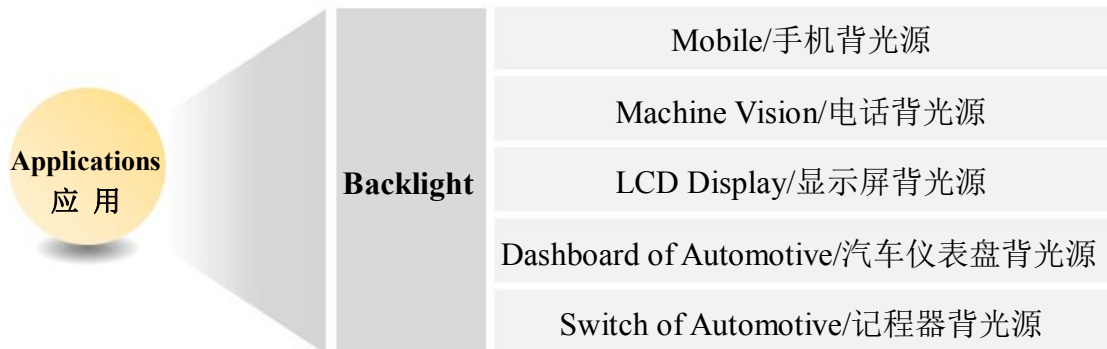 Applications
应 用
Backlight
Mobile/手机背光源
Machine Vision/电话背光源
LCD Display/显示屏背光源
Dashboard of Automotive/汽车仪表盘背光源
Switch of Automotive/记程器背光源